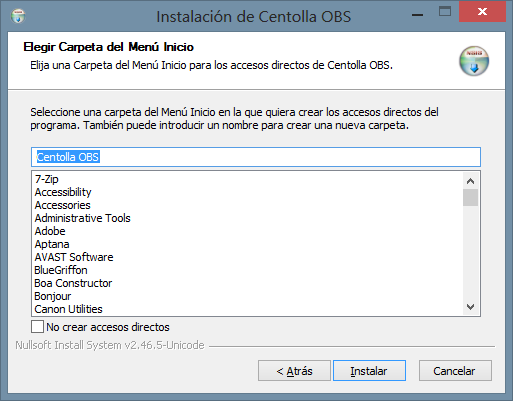 Instalación de Centolla OBS
Elegir Carpeta del Menú Inicio
Elija una Carpeta del Menú Inicio para los accesos directos de Centolla OBS.
Seleccione una carpeta del Menú Inicio en la que quiera crear los accesos directos del
programa. También puede introducir un nombre para crear una nueva carpeta.
Centolla OBS
7-Zip
Accessibility
Accessories
Administrative Tools
Adobe
Aptana
AVAST Software
BlueGriffon
Boa Constructor
Bonjour
Canon Utilities
No crear accesos directos
Nullsoft Install System v2.46.5-Unicode
< Atrás
Instalar
Cancelar